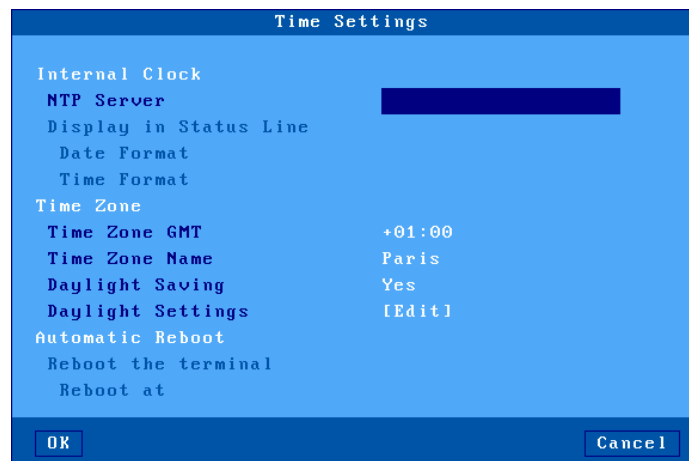 Time Settings
Internal Clock
NTP Server
Display in Status Line
Date Format
Time Format
Time Zone
Time Zone GMT +01:00
Time Zone Name Paris
Daylight Saving Yes
Daylight Settings [Edit]
Automatic Reboot
Reboot the terminal
Reboot at
OK Cancel